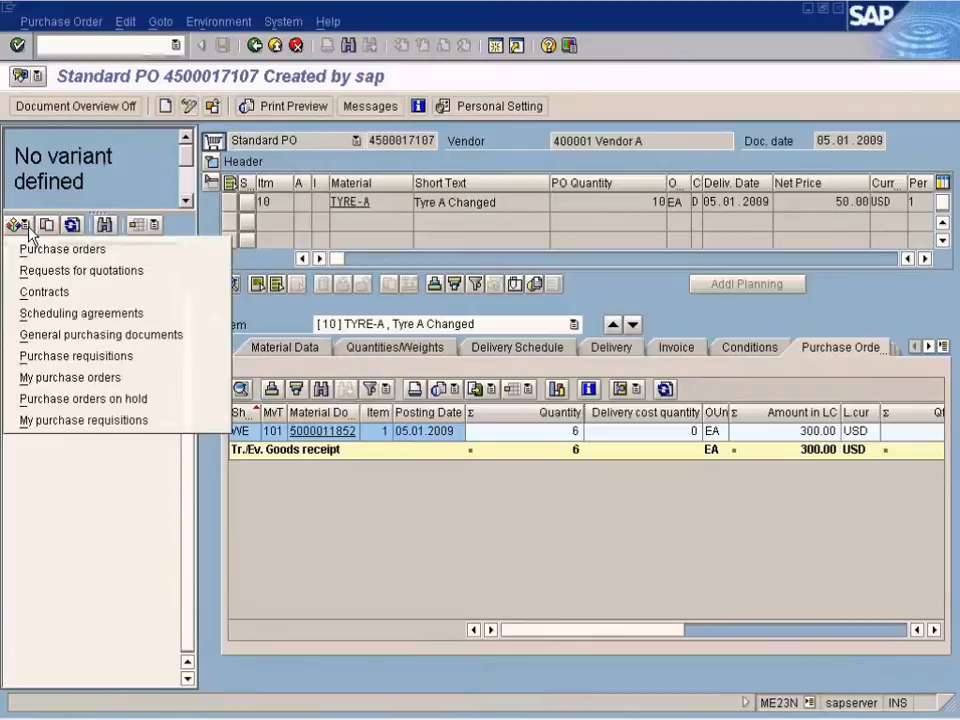 Purchase Order Edit Goto Environment System Help
SAP
Standard PO 4500017107 Created by sap
Document Overview Off Print Preview Messages Personal Setting
No variant
defined
Standard PO 4500017107 Vendor 400001 Vendor A Doc. date 05.01.2009
Header
S... Itm A I Material Short Text PO Quantity O... C Deliv. Date Net Price Curr... Per
10 TYRE-A Tyre A Changed 10 EA D 05.01.2009 50.00 USD 1
Purchase orders
Requests for quotations
Contracts
Scheduling agreements
General purchasing documents
Purchase requisitions
My purchase orders
Purchase orders on hold
My purchase requisitions
Addl Planning
[ 10 ] TYRE-A , Tyre A Changed
Material Data Quantities/Weights Delivery Schedule Delivery Invoice Conditions Purchase Orde...
Sh... MvT Material Do... Item Posting Date Σ Quantity Delivery cost quantity OUn Σ Amount in LC L.cur Σ
WE 101 5000011852 1 05.01.2009 6 0 EA 300.00 USD
Tr./Ev. Goods receipt 6 EA 300.00 USD
ME23N sapserver INS